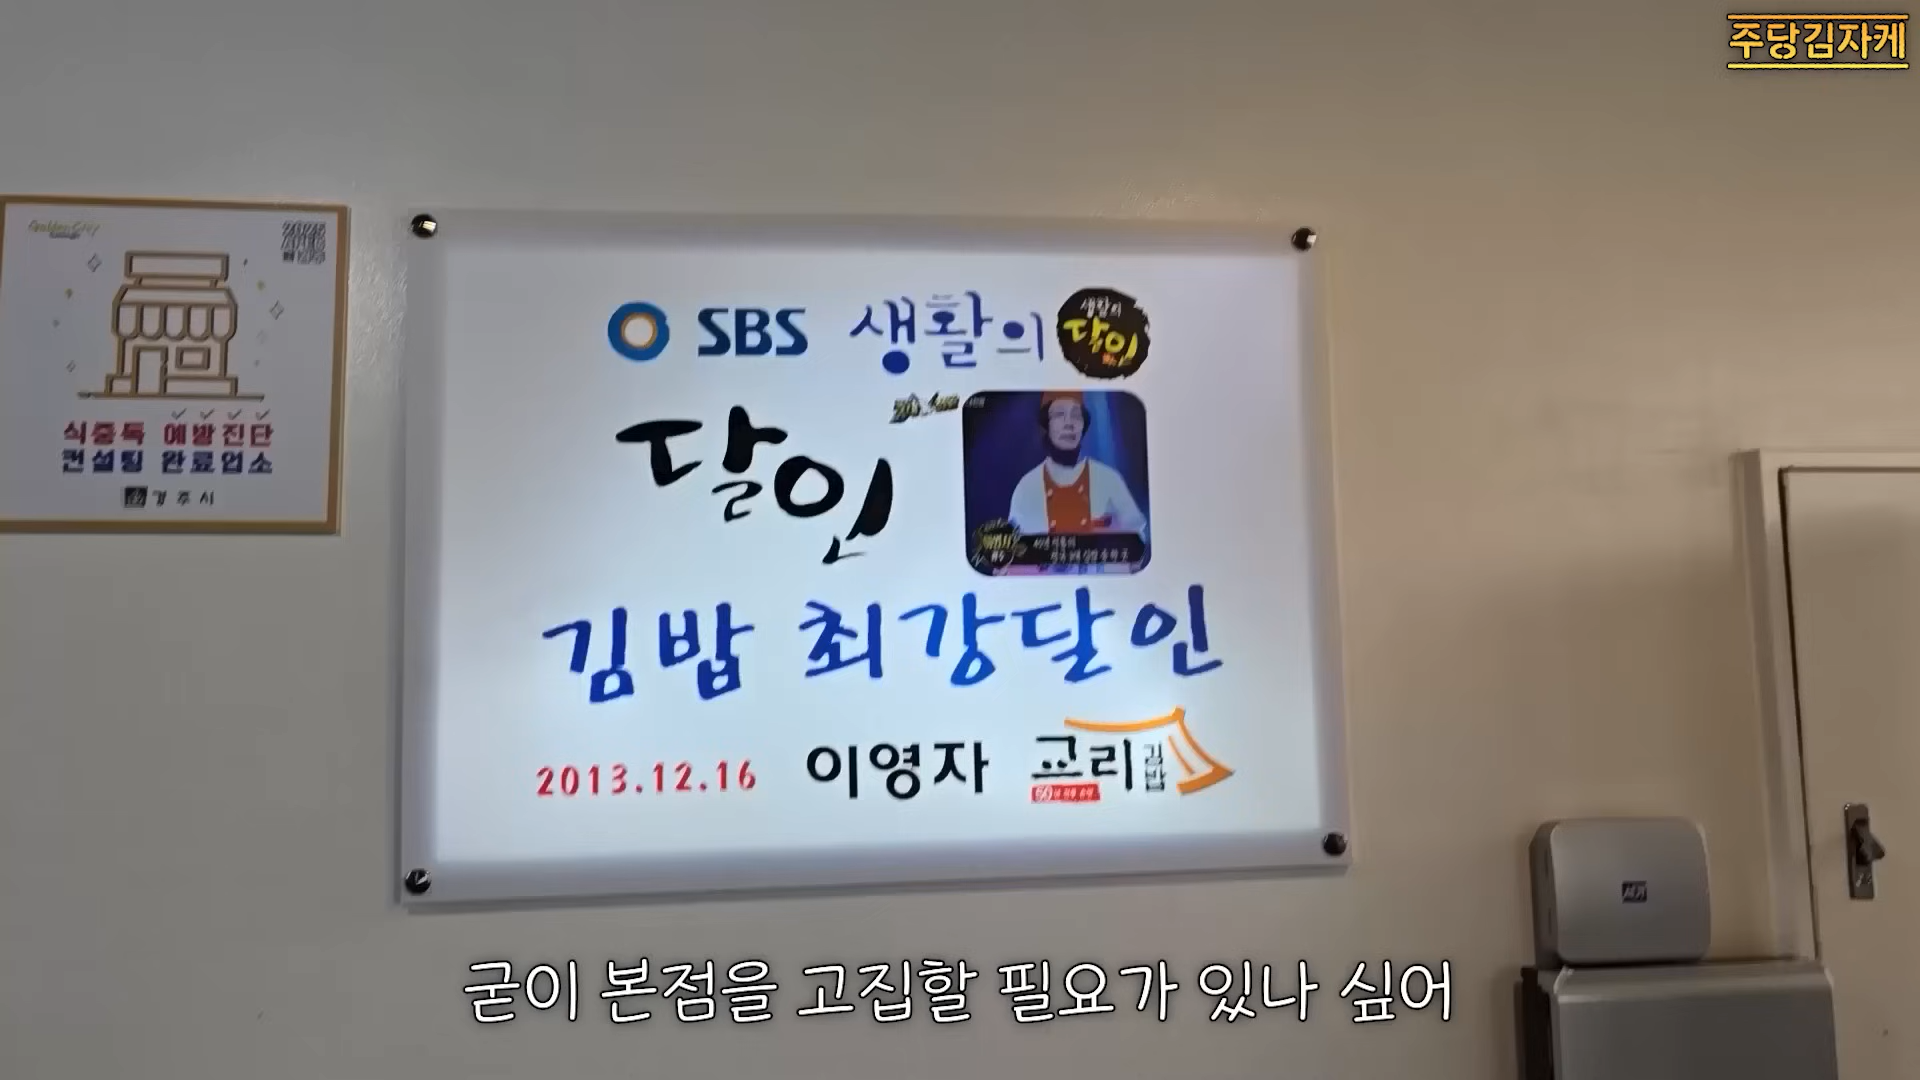 주당김자케
Golden City
식중독 예방진단
컨설팅 완료업소
경주시
SBS 생활의
생활의
달인
달인
김밥 최강달인
2013.12.16 이영자 교리김밥
ADT
굳이 본점을 고집할 필요가 있나 싶어